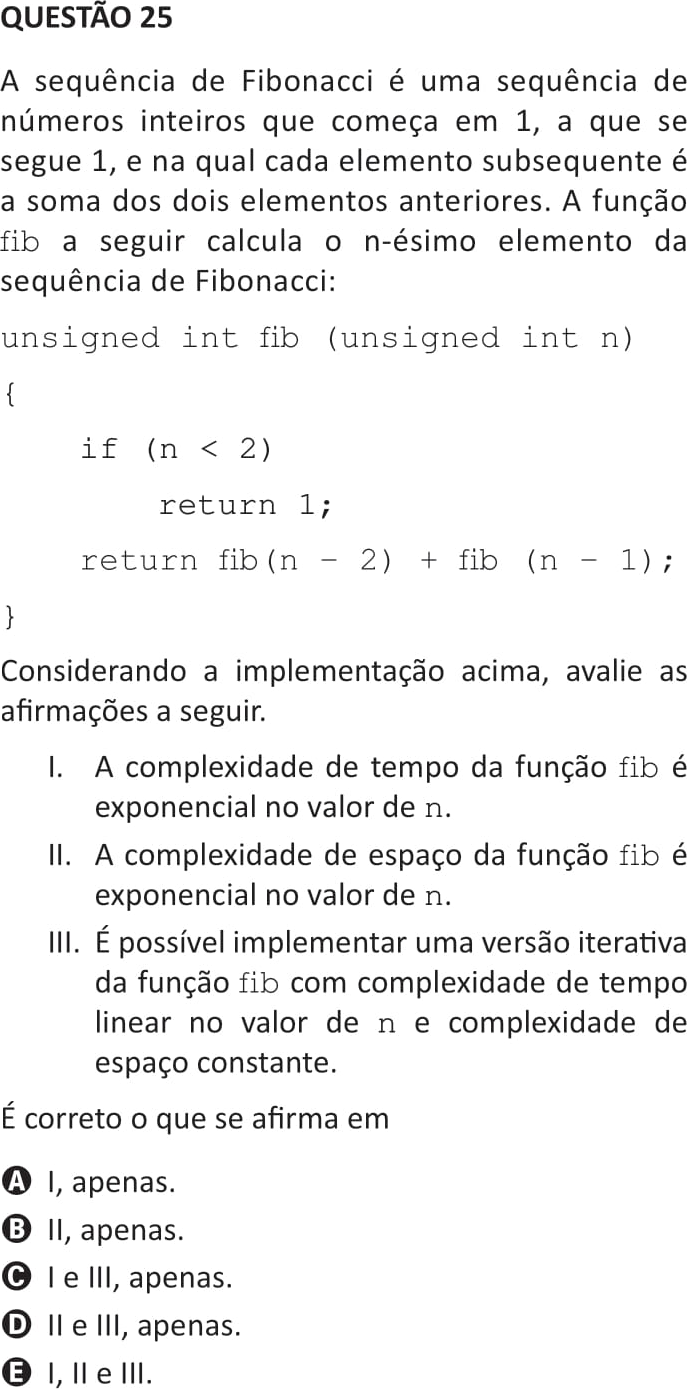 QUESTÃO 25
A sequência de Fibonacci é uma sequência de
números inteiros que começa em 1, a que se
segue 1, e na qual cada elemento subsequente é
a soma dos dois elementos anteriores. A função
fib a seguir calcula o n-ésimo elemento da
sequência de Fibonacci:
unsigned int fib (unsigned int n)
{
if (n < 2)
return 1;
return fib(n - 2) + fib (n - 1);
}
Considerando a implementação acima, avalie as
afirmações a seguir.
I. A complexidade de tempo da função fib é
exponencial no valor de n.
II. A complexidade de espaço da função fib é
exponencial no valor de n.
III. É possível implementar uma versão iterativa
da função fib com complexidade de tempo
linear no valor de n e complexidade de
espaço constante.
É correto o que se afirma em
A I, apenas.
B II, apenas.
C I e III, apenas.
D II e III, apenas.
E I, II e III.